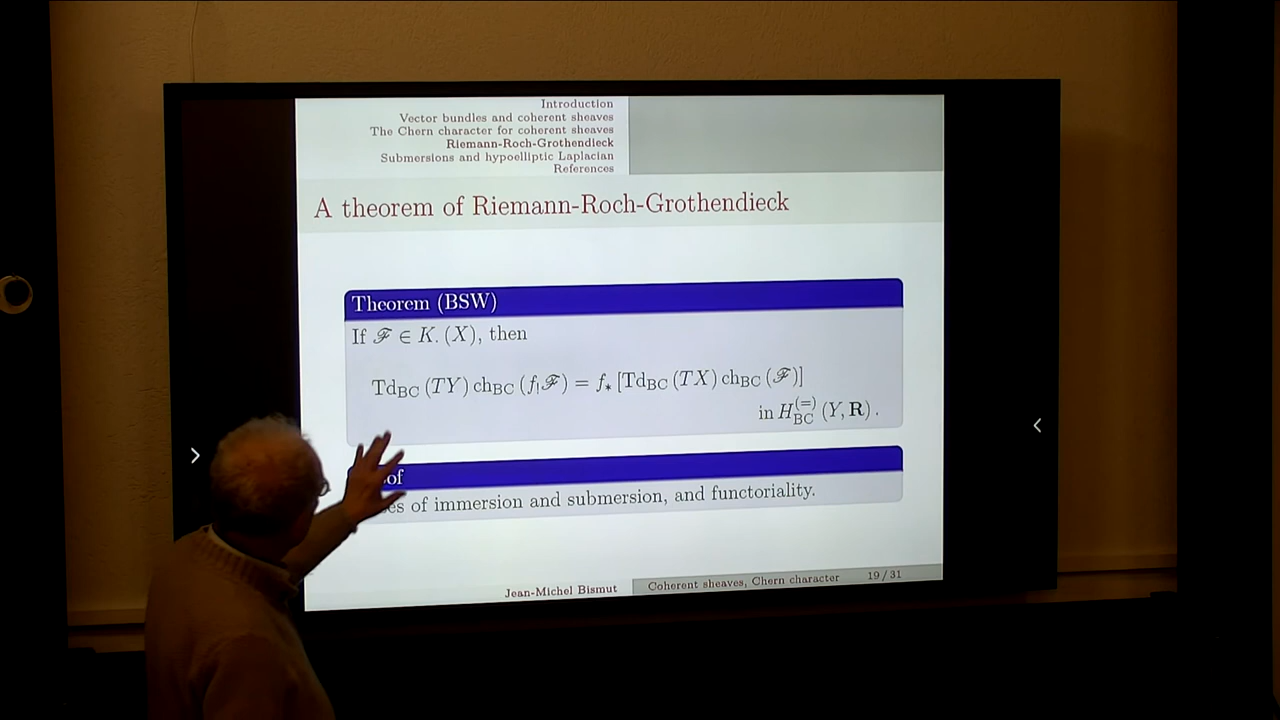 Introduction
Vector bundles and coherent sheaves
The Chern character for coherent sheaves
Riemann-Roch-Grothendieck
Submersions and hypoelliptic Laplacian
References
A theorem of Riemann-Roch-Grothendieck
Theorem (BSW)
If ℱ ∈ K. (X), then
Td_BC (TY) ch_BC (f_!ℱ) = f_* [Td_BC (TX) ch_BC (ℱ)]
in H_BC^(=) (Y, R).
of immersion and submersion, and functoriality.
Jean-Michel Bismut Coherent sheaves, Chern character 19 / 31